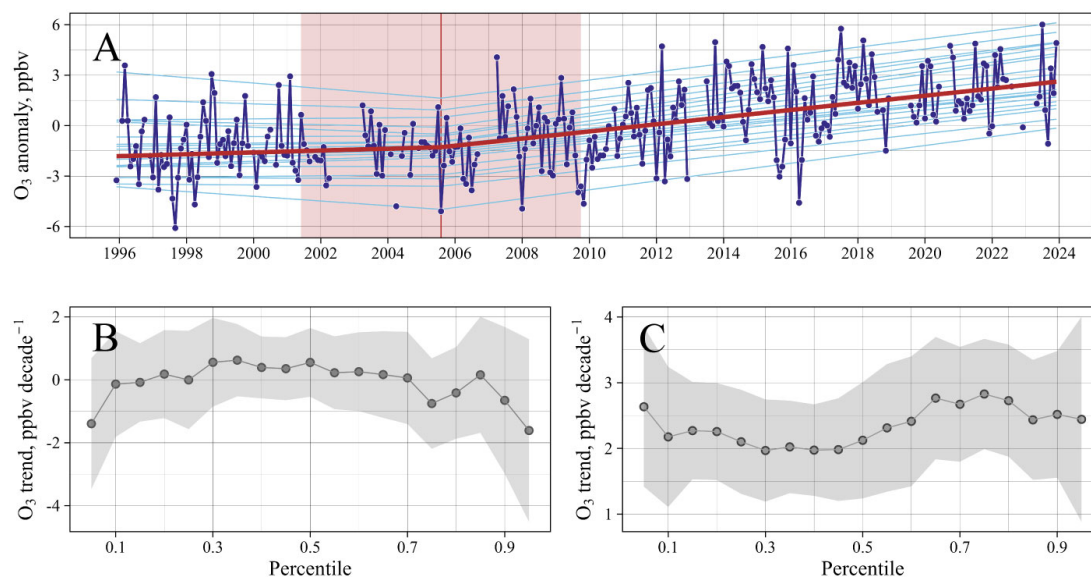 A
O₃ anomaly, ppbv
6
3
0
-3
-6
1996 1998 2000 2002 2004 2006 2008 2010 2012 2014 2016 2018 2020 2022 2024
B
O₃ trend, ppbv decade⁻¹
2
0
-2
-4
0.1 0.3 0.5 0.7 0.9
Percentile
C
O₃ trend, ppbv decade⁻¹
4
3
2
1
0.1 0.3 0.5 0.7 0.9
Percentile